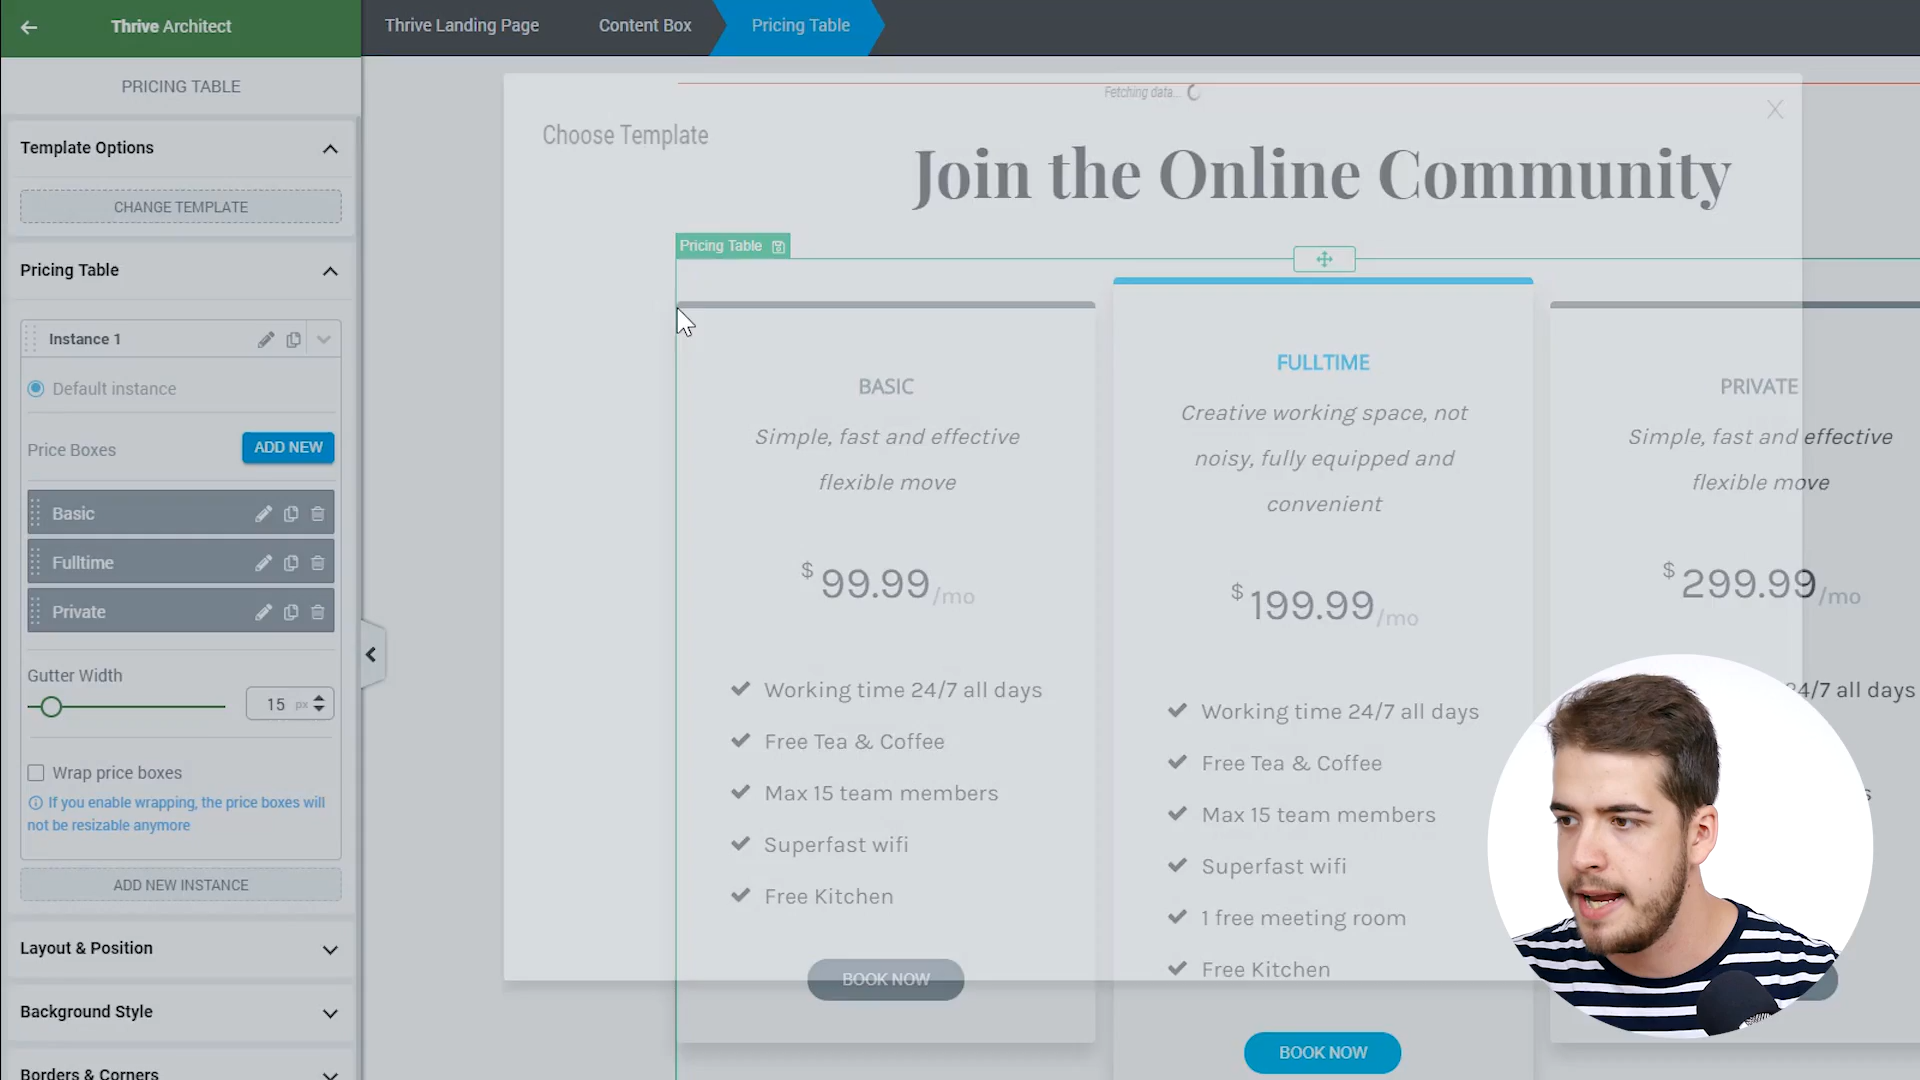 Thrive Architect
Thrive Landing Page
Content Box
Pricing Table
PRICING TABLE
Template Options
CHANGE TEMPLATE
Pricing Table
Instance 1
Default instance
Price Boxes
ADD NEW
Basic
Fulltime
Private
Gutter Width
15 px
Wrap price boxes
If you enable wrapping, the price boxes will
not be resizable anymore
ADD NEW INSTANCE
Layout & Position
Background Style
Borders & Corners
Fetching data...
Choose Template
X
Join the Online Community
Pricing Table
BASIC
Simple, fast and effective
flexible move
$ 99.99/mo
Working time 24/7 all days
Free Tea & Coffee
Max 15 team members
Superfast wifi
Free Kitchen
BOOK NOW
FULLTIME
Creative working space, not
noisy, fully equipped and
convenient
$ 199.99/mo
Working time 24/7 all days
Free Tea & Coffee
Max 15 team members
Superfast wifi
1 free meeting room
Free Kitchen
BOOK NOW
PRIVATE
Simple, fast and effective
flexible move
$ 299.99/mo
24/7 all days